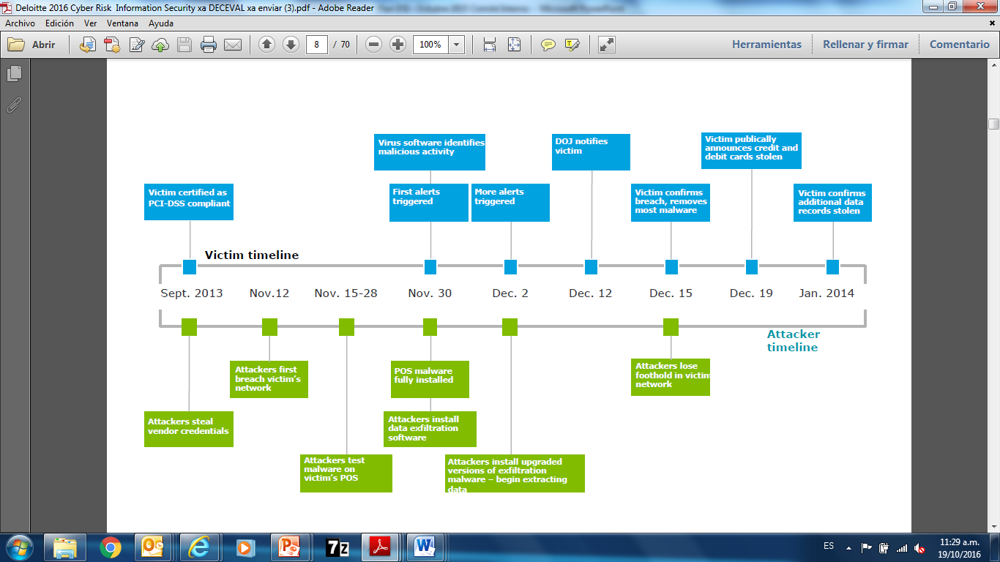 Deloitte 2016 Cyber Risk  Information Security xa DECEVAL xa enviar (3).pdf - Adobe Reader
Archivo Edición Ver Ventana Ayuda
Abrir
8 / 70
100%
Herramientas
Rellenar y firmar
Comentario
Virus software identifies
malicious activity
DOJ notifies
victim
Victim publically
announces credit and
debit cards stolen
Victim certified as
PCI-DSS compliant
First alerts
triggered
More alerts
triggered
Victim confirms
breach, removes
most malware
Victim confirms
additional data
records stolen
Victim timeline
Sept. 2013 Nov.12 Nov. 15-28 Nov. 30 Dec. 2 Dec. 12 Dec. 15 Dec. 19 Jan. 2014
Attacker
timeline
Attackers first
breach victim's
network
POS malware
fully installed
Attackers lose
foothold in victim
network
Attackers steal
vendor credentials
Attackers install
data exfiltration
software
Attackers test
malware on
victim's POS
Attackers install upgraded
versions of exfiltration
malware – begin extracting
data
7z
ES
11:29 a.m.
19/10/2016